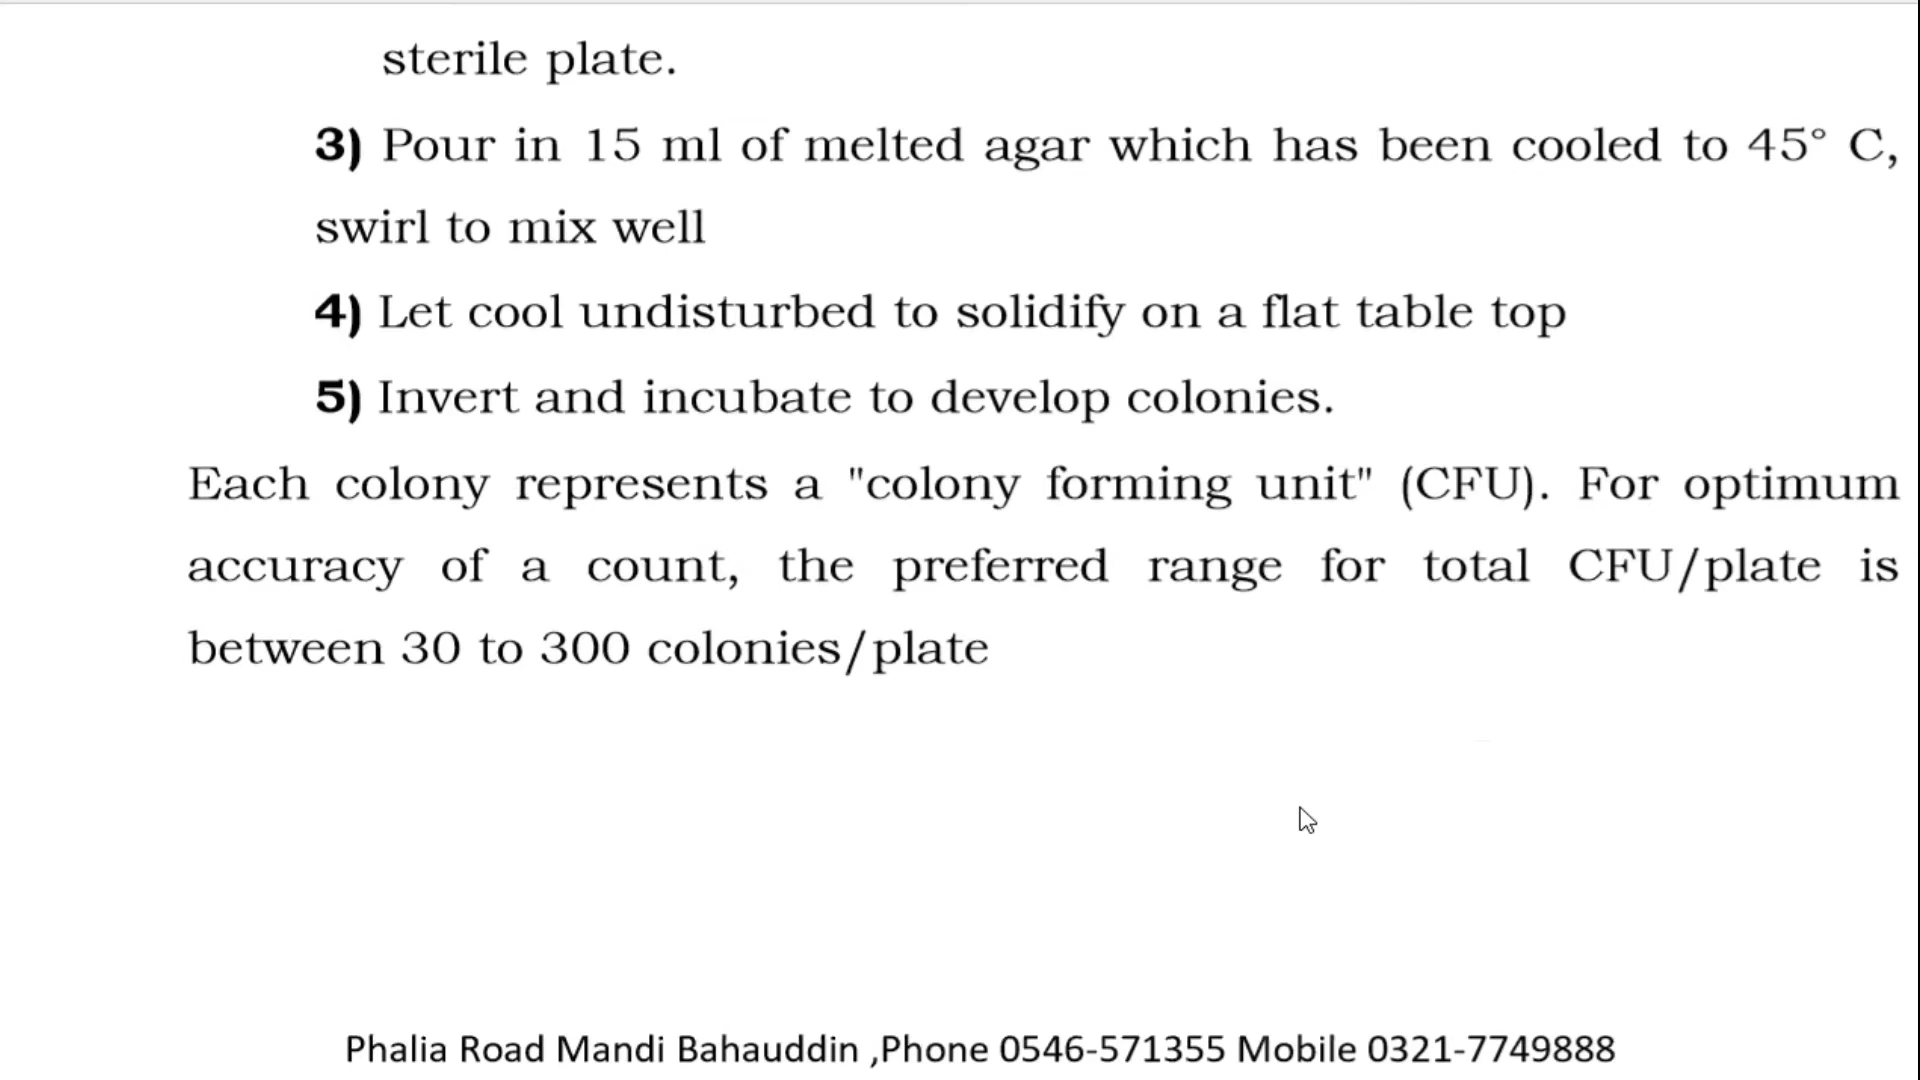 sterile plate.
3) Pour in 15 ml of melted agar which has been cooled to 45° C,
swirl to mix well
4) Let cool undisturbed to solidify on a flat table top
5) Invert and incubate to develop colonies.
Each colony represents a "colony forming unit" (CFU). For optimum
accuracy of a count, the preferred range for total CFU/plate is
between 30 to 300 colonies/plate
Phalia Road Mandi Bahauddin ,Phone 0546-571355 Mobile 0321-7749888